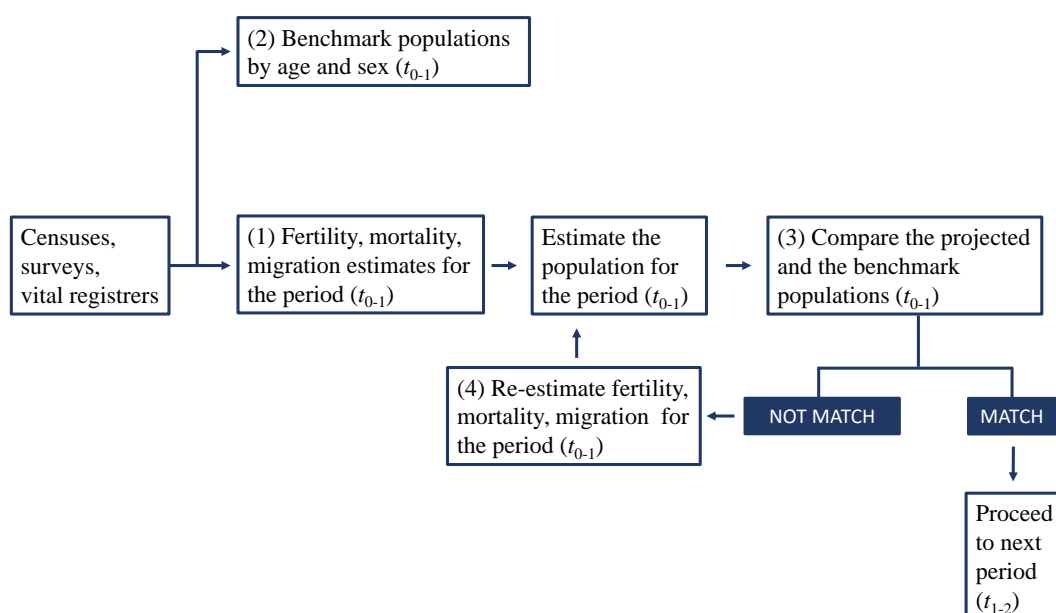 (2) Benchmark populations
by age and sex (t0-1)
Censuses,
surveys,
vital registrers
(1) Fertility, mortality,
migration estimates for
the period (t0-1)
Estimate the
population for
the period (t0-1)
(3) Compare the projected
and the benchmark
populations (t0-1)
(4) Re-estimate fertility,
mortality, migration for
the period (t0-1)
NOT MATCH
MATCH
Proceed
to next
period
(t1-2)